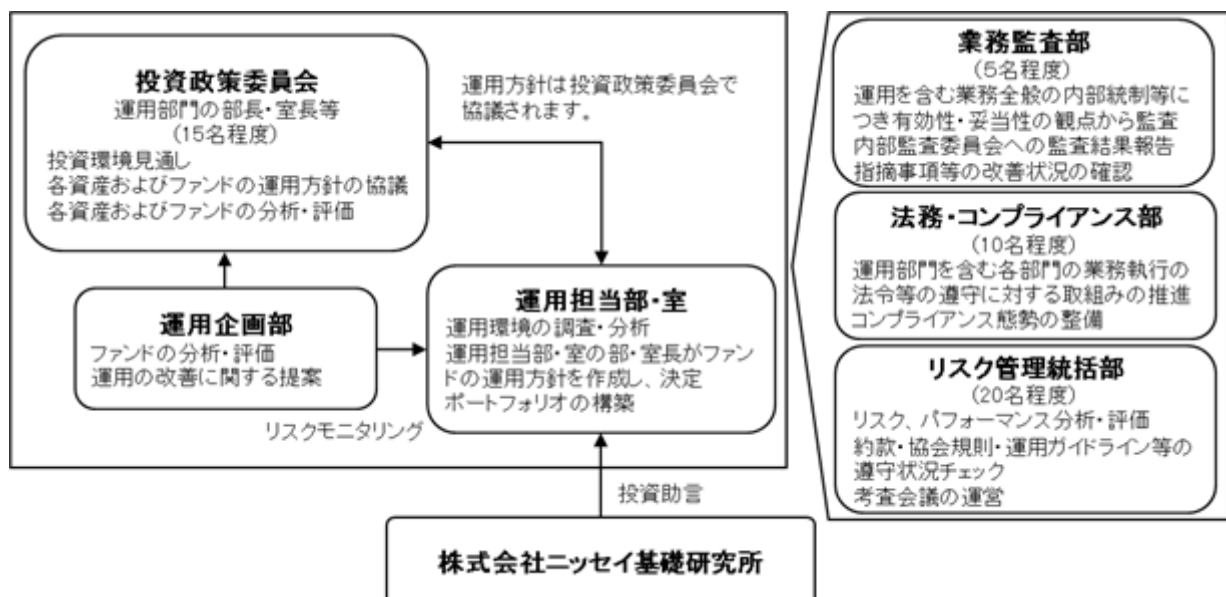 投資政策委員会
運用部門の部長・室長等
(15名程度)
投資環境見通し
各資産およびファンドの運用方針の協議
各資産およびファンドの分析・評価
運用方針は投資政策委員会で
協議されます。
運用企画部
ファンドの分析・評価
運用の改善に関する提案
運用担当部・室
運用環境の調査・分析
運用担当部・室の部・室長がファン
ドの運用方針を作成し、決定
ポートフォリオの構築
リスクモニタリング
投資助言
株式会社ニッセイ基礎研究所
業務監査部
(5名程度)
運用を含む業務全般の内部統制等に
つき有効性・妥当性の観点から監査
内部監査委員会への監査結果報告
指摘事項等の改善状況の確認
法務・コンプライアンス部
(10名程度)
運用部門を含む各部門の業務執行の
法令等の遵守に対する取組みの推進
コンプライアンス態勢の整備
リスク管理統括部
(20名程度)
リスク、パフォーマンス分析・評価
約款・協会規則・運用ガイドライン等の
遵守状況チェック
考査会議の運営